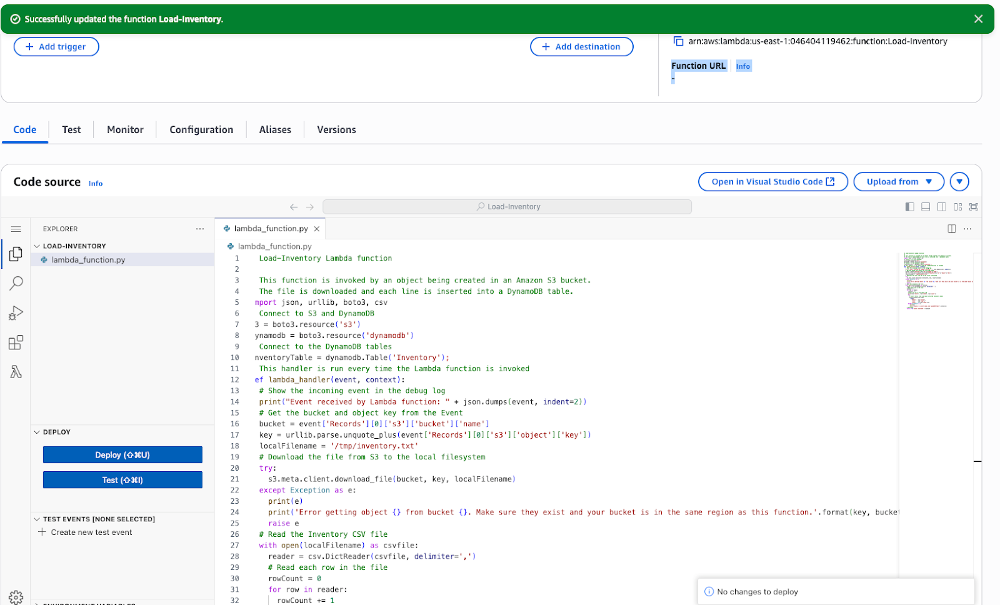 Successfully updated the function Load-Inventory.
+ Add trigger
+ Add destination
arn:aws:lambda:us-east-1:046404119462:function:Load-Inventory
Function URL Info
-
Code Test Monitor Configuration Aliases Versions
Code source Info
Open in Visual Studio Code
Upload from
Load-Inventory
EXPLORER
LOAD-INVENTORY
lambda_function.py
DEPLOY
Deploy (⇧⌘U)
Test (⇧⌘I)
TEST EVENTS [NONE SELECTED]
+ Create new test event
lambda_function.py
lambda_function.py
1 Load-Inventory Lambda function
2
3 This function is invoked by an object being created in an Amazon S3 bucket.
4 The file is downloaded and each line is inserted into a DynamoDB table.
5 mport json, urllib, boto3, csv
6 Connect to S3 and DynamoDB
7 3 = boto3.resource('s3')
8 ynamodb = boto3.resource('dynamodb')
9 Connect to the DynamoDB tables
10 nventoryTable = dynamodb.Table('Inventory');
11 This handler is run every time the Lambda function is invoked
12 ef lambda_handler(event, context):
13 # Show the incoming event in the debug log
14 print("Event received by Lambda function: " + json.dumps(event, indent=2))
15 # Get the bucket and object key from the Event
16 bucket = event['Records'][0]['s3']['bucket']['name']
17 key = urllib.parse.unquote_plus(event['Records'][0]['s3']['object']['key'])
18 localFilename = '/tmp/inventory.txt'
19 # Download the file from S3 to the local filesystem
20 try:
21 s3.meta.client.download_file(bucket, key, localFilename)
22 except Exception as e:
23 print(e)
24 print('Error getting object {} from bucket {}. Make sure they exist and your bucket is in the same region as this function.'.format(key, bucket
25 raise e
26 # Read the Inventory CSV file
27 with open(localFilename) as csvfile:
28 reader = csv.DictReader(csvfile, delimiter=',')
29 # Read each row in the file
30 rowCount = 0
31 for row in reader:
32 rowCount += 1
No changes to deploy